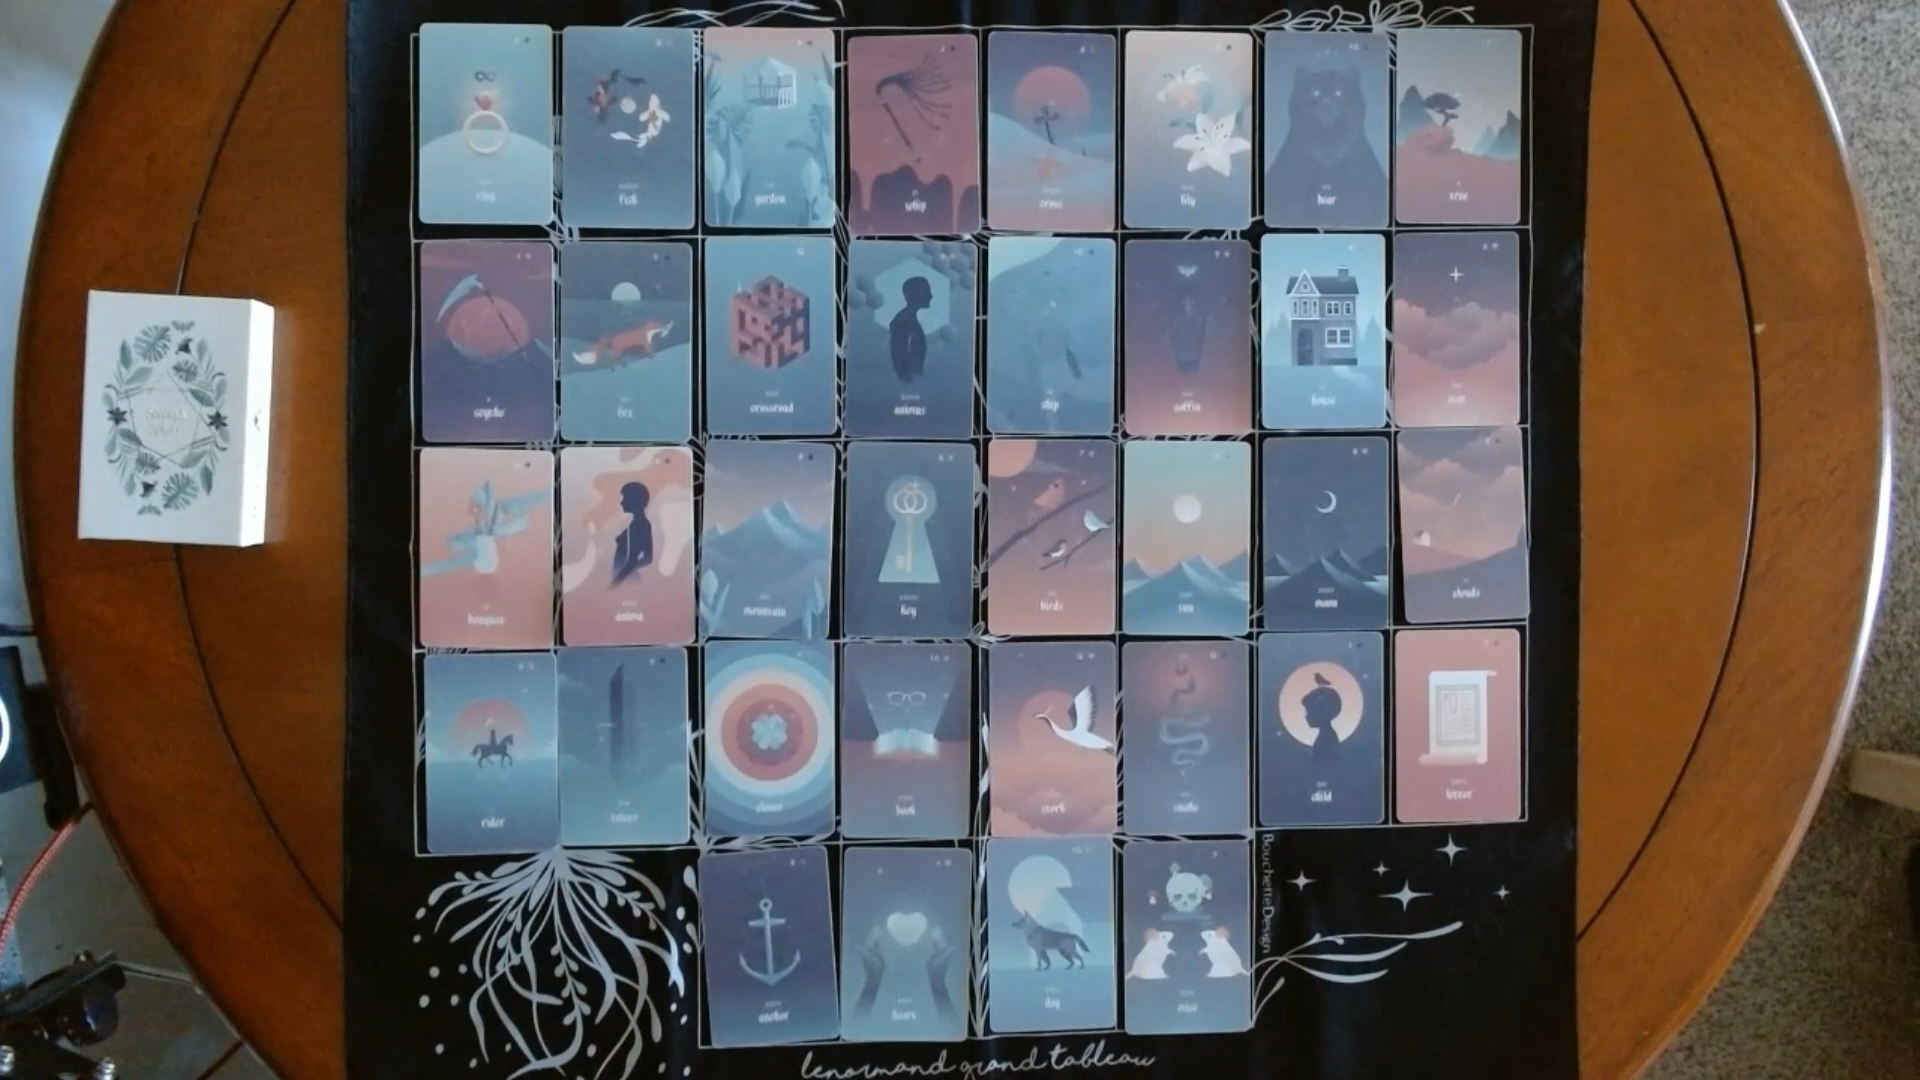 ring
fish
garden
whip
cross
lily
bear
tree
scythe
fox
crossroad
animus
ship
coffin
house
star
bouquet
anima
mountain
key
birds
sun
moon
clouds
rider
tower
clover
book
stork
snake
child
letter
anchor
heart
dog
mice
BouchetteDesign
lenormand grand tableau